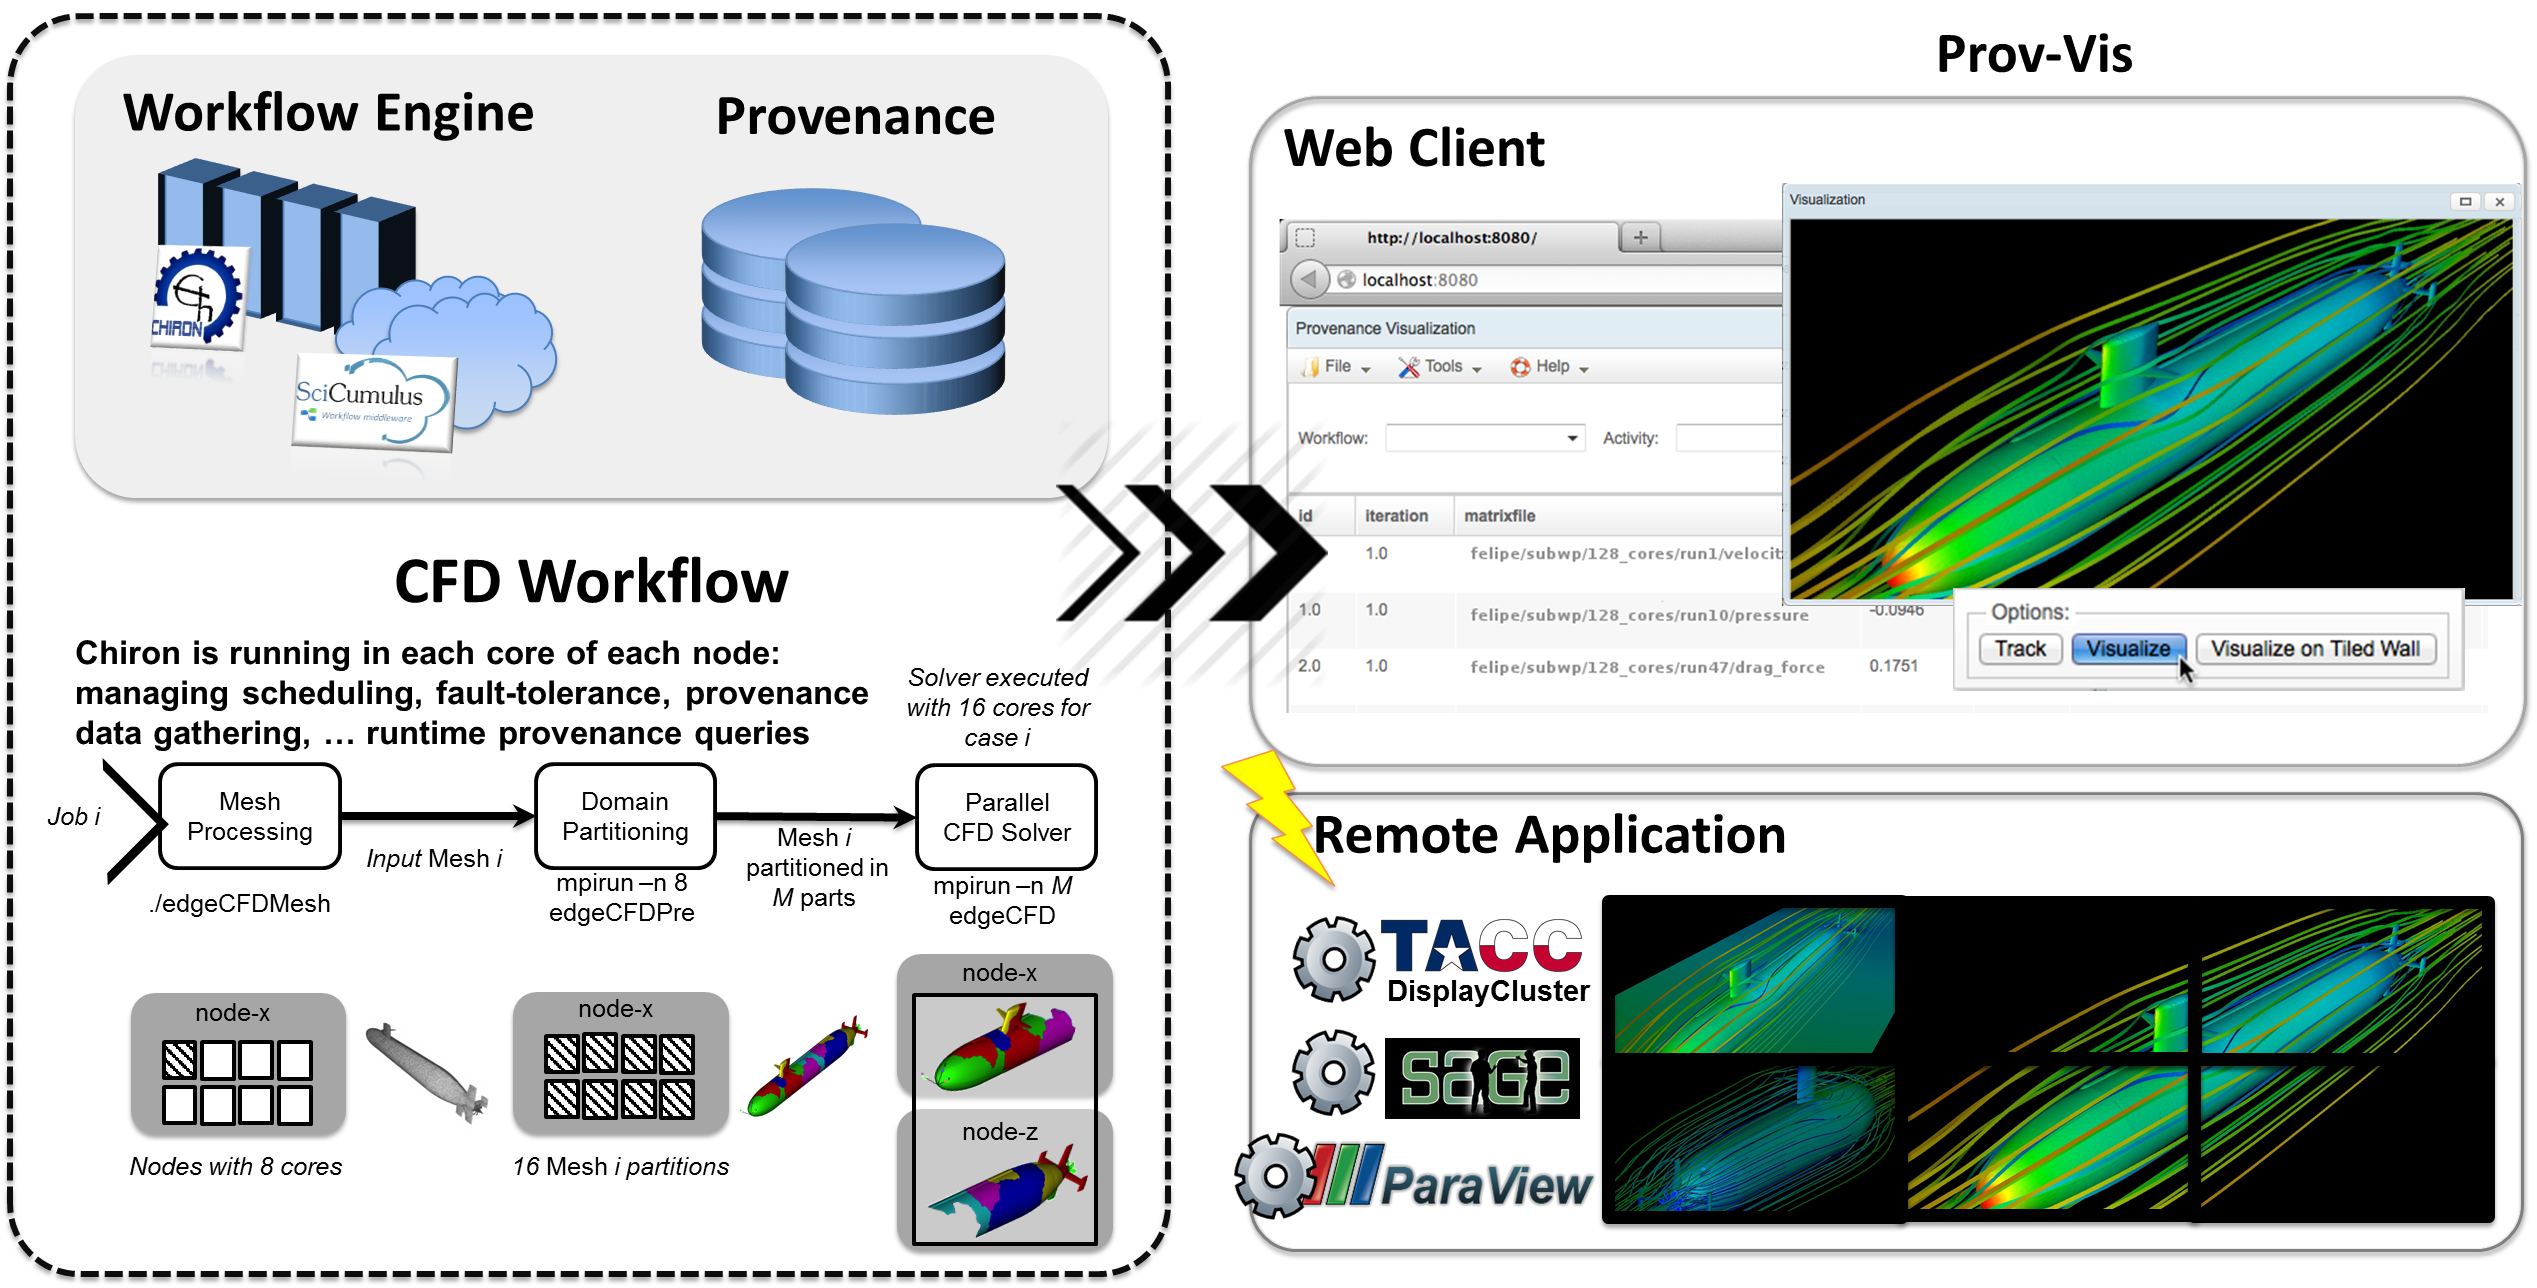 Workflow Engine
Provenance
CHIRON
SciCumulus
Workflow middleware
CFD Workflow
Chiron is running in each core of each node:
managing scheduling, fault-tolerance, provenance
data gathering, … runtime provenance queries
Solver executed
with 16 cores for
case i
Job i
Mesh
Processing
Input Mesh i
Domain
Partitioning
Mesh i
partitioned in
M parts
Parallel
CFD Solver
./edgeCFDMesh
mpirun –n 8
edgeCFDPre
mpirun –n M
edgeCFD
node-x
Nodes with 8 cores
node-x
16 Mesh i partitions
node-x
node-z
Prov-Vis
Web Client
http://localhost:8080/
localhost:8080
Provenance Visualization
File
Tools
Help
Workflow:
Activity:
id iteration matrixfile
1.0 felipe/subwp/128_cores/run1/velocit
1.0 1.0 felipe/subwp/128_cores/run10/pressure -0.0946
2.0 1.0 felipe/subwp/128_cores/run47/drag_force 0.1751
Visualization
Options:
Track
Visualize
Visualize on Tiled Wall
Remote Application
TACC
DisplayCluster
SAGE
ParaView